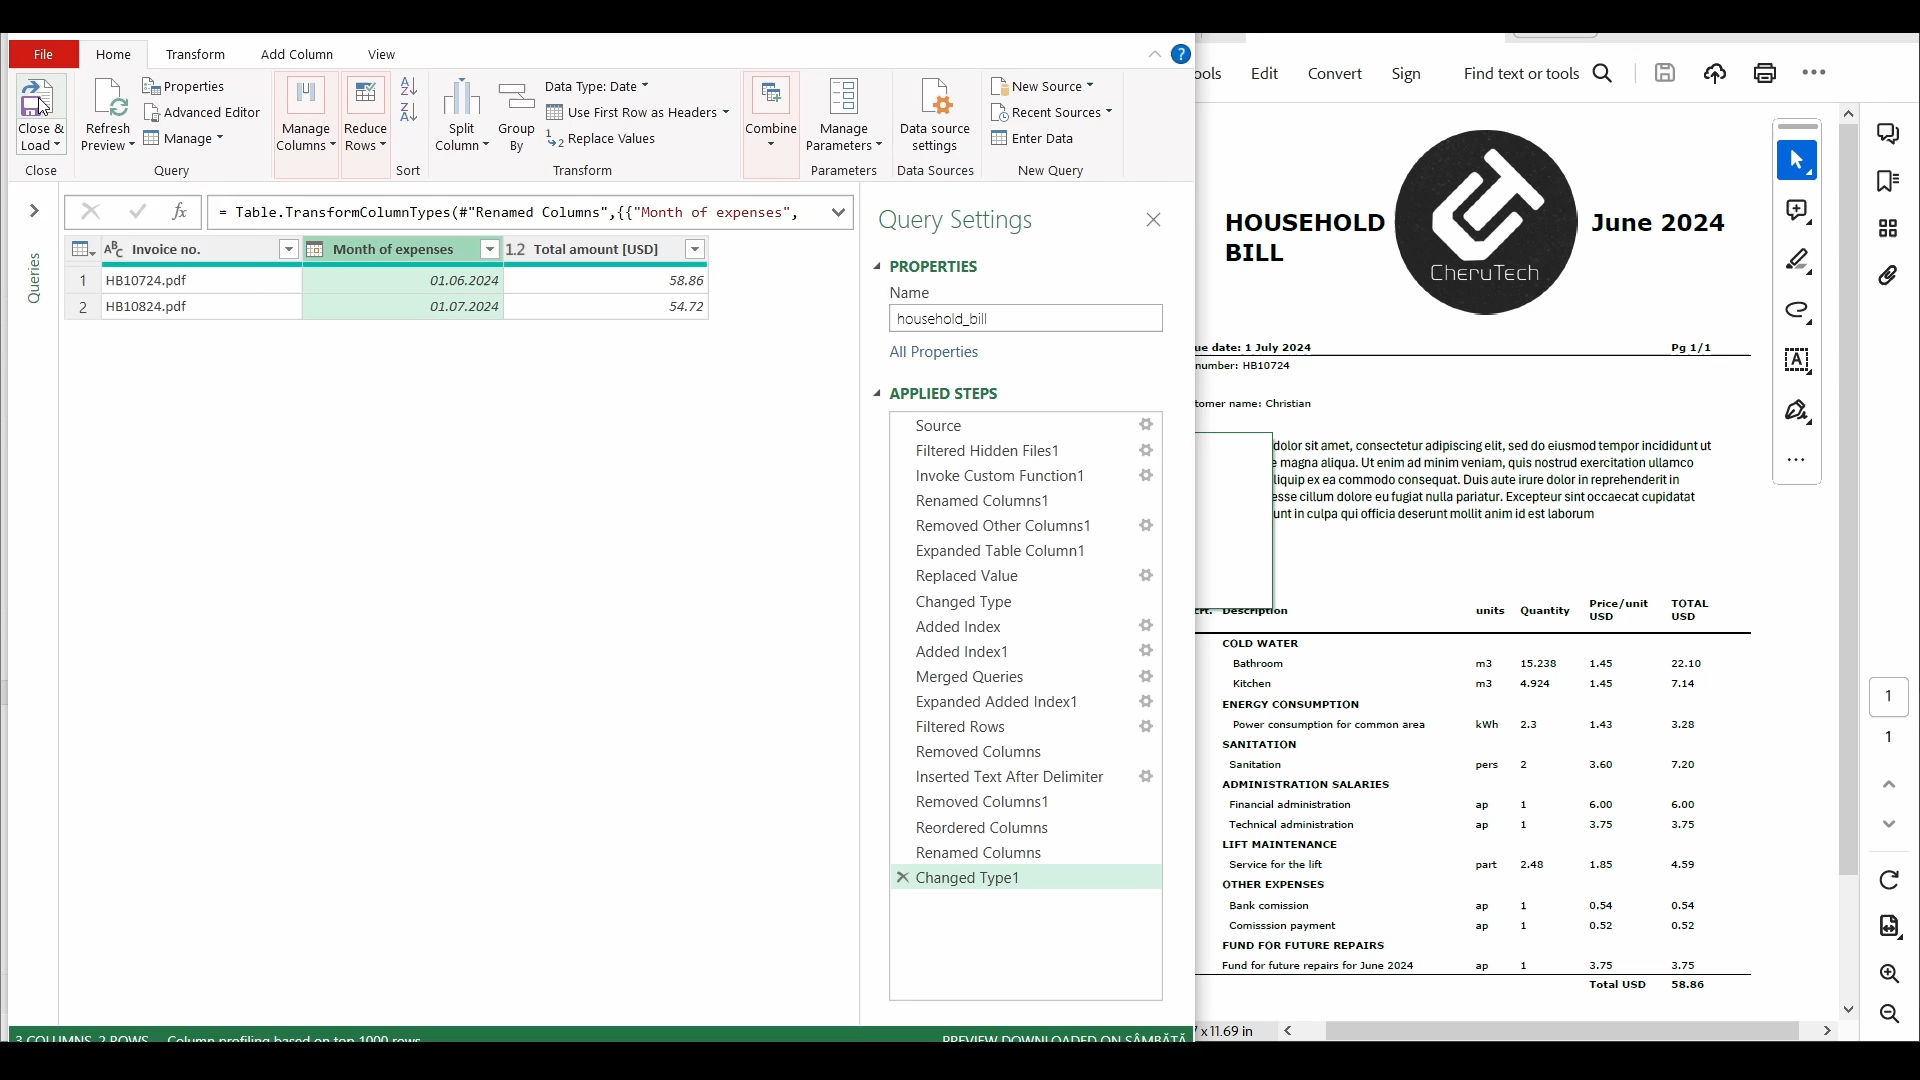 File
Home
Transform
Add Column
View
?
Close &
Load
Refresh
Preview
Properties
Advanced Editor
Manage
Manage
Columns
Reduce
Rows
Split
Column
Group
By
Data Type: Date
Use First Row as Headers
Replace Values
Combine
Manage
Parameters
Data source
settings
New Source
Recent Sources
Enter Data
Close
Query
Sort
Transform
Parameters
Data Sources
New Query
fx
= Table.TransformColumnTypes(#"Renamed Columns",{{"Month of expenses",
Queries
Invoice no.
Month of expenses
1.2 Total amount [USD]
1 HB10724.pdf 01.06.2024 58.86
2 HB10824.pdf 01.07.2024 54.72
Query Settings
PROPERTIES
Name
household_bill
All Properties
APPLIED STEPS
Source
Filtered Hidden Files1
Invoke Custom Function1
Renamed Columns1
Removed Other Columns1
Expanded Table Column1
Replaced Value
Changed Type
Added Index
Added Index1
Merged Queries
Expanded Added Index1
Filtered Rows
Removed Columns
Inserted Text After Delimiter
Removed Columns1
Reordered Columns
Renamed Columns
Changed Type1
3 COLUMNS, 2 ROWS Column profiling based on top 1000 rows
PREVIEW DOWNLOADED ON SÂMBĂTĂ
ools
Edit
Convert
Sign
Find text or tools
HOUSEHOLD
BILL
CheruTech
June 2024
ue date: 1 July 2024 Pg 1/1
number: HB10724
tomer name: Christian
dolor sit amet, consectetur adipiscing elit, sed do eiusmod tempor incididunt ut
e magna aliqua. Ut enim ad minim veniam, quis nostrud exercitation ullamco
liquip ex ea commodo consequat. Duis aute irure dolor in reprehenderit in
esse cillum dolore eu fugiat nulla pariatur. Excepteur sint occaecat cupidatat
unt in culpa qui officia deserunt mollit anim id est laborum
crt. Description units Quantity Price/unit USD TOTAL USD
COLD WATER
Bathroom m3 15.238 1.45 22.10
Kitchen m3 4.924 1.45 7.14
ENERGY CONSUMPTION
Power consumption for common area kWh 2.3 1.43 3.28
SANITATION
Sanitation pers 2 3.60 7.20
ADMINISTRATION SALARIES
Financial administration ap 1 6.00 6.00
Technical administration ap 1 3.75 3.75
LIFT MAINTENANCE
Service for the lift part 2.48 1.85 4.59
OTHER EXPENSES
Bank comission ap 1 0.54 0.54
Comisssion payment ap 1 0.52 0.52
FUND FOR FUTURE REPAIRS
Fund for future repairs for June 2024 ap 1 3.75 3.75
Total USD 58.86
7 x 11.69 in
1
1